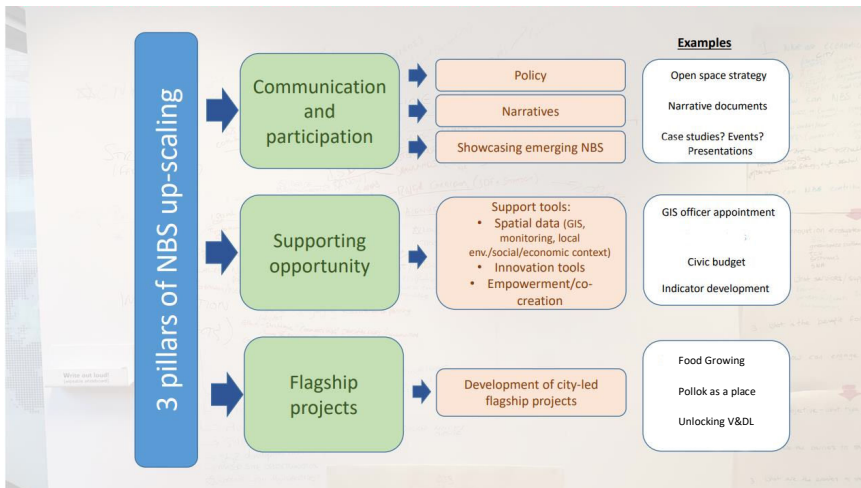 3 pillars of NBS up-scaling
Communication
and
participation
Policy
Narratives
Showcasing emerging NBS
Examples
Open space strategy
Narrative documents
Case studies? Events?
Presentations
Supporting
opportunity
Support tools:
• Spatial data (GIS,
monitoring, local
env./social/economic context)
• Innovation tools
• Empowerment/co-
creation
GIS officer appointment
Civic budget
Indicator development
Flagship
projects
Development of city-led
flagship projects
Food Growing
Pollok as a place
Unlocking V&DL